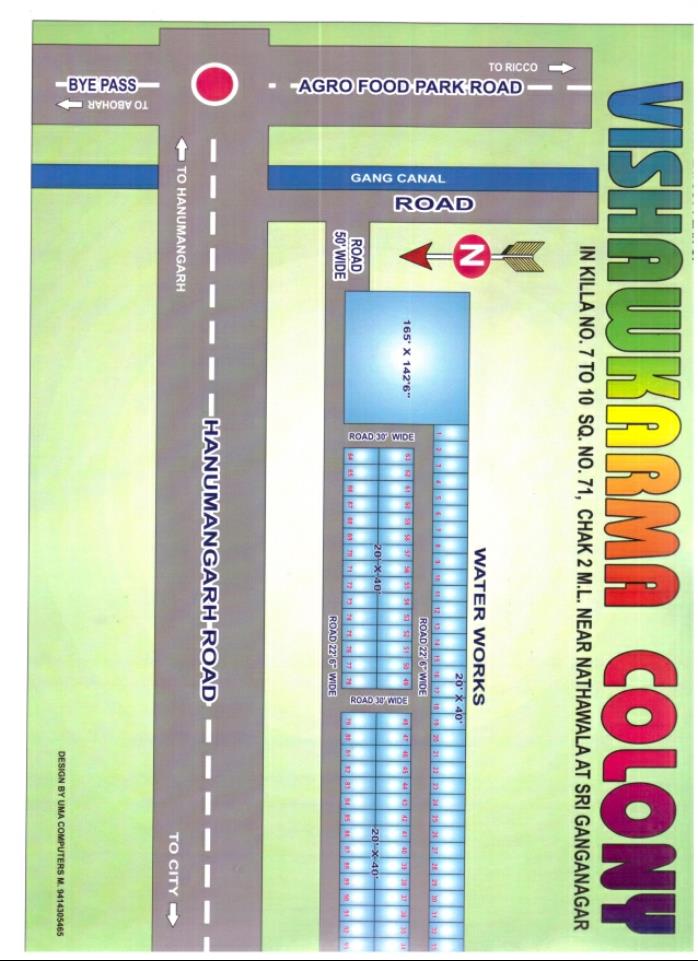 VISHAWKARMA COLONY
IN KILLA NO. 7 TO 10 SQ. NO. 71, CHAK 2 M.L. NEAR NATHAWALA AT SRI GANGANAGAR
TO RICCO
AGRO FOOD PARK ROAD
GANG CANAL
ROAD
N
WATER WORKS
20' X 40'
1 2 3 4 5 6 7 8 9 10 11 12 13 14 15 16 17 18 19 20 21 22 23 24 25 26 27 28 29 30 31 32 33
ROAD 22' 6" WIDE
165' X 142'6"
ROAD 30' WIDE
63 62 61 60 59 58 57 56 55 54 53 52 51 50 49
20' X 40'
64 65 66 67 68 69 70 71 72 73 74 75 76 77 78
ROAD 30' WIDE
48 47 46 45 44 43 42 41 40 39 38 37 36 35 34
20' X 40'
79 80 81 82 83 84 85 86 87 88 89 90 91 92 93
ROAD
50' WIDE
ROAD 22' 6" WIDE
HANUMANGARH ROAD
TO HANUMANGARH
TO CITY
BYE PASS
TO ABOHAR
DESIGN BY UMA COMPUTERS M. 9414305465